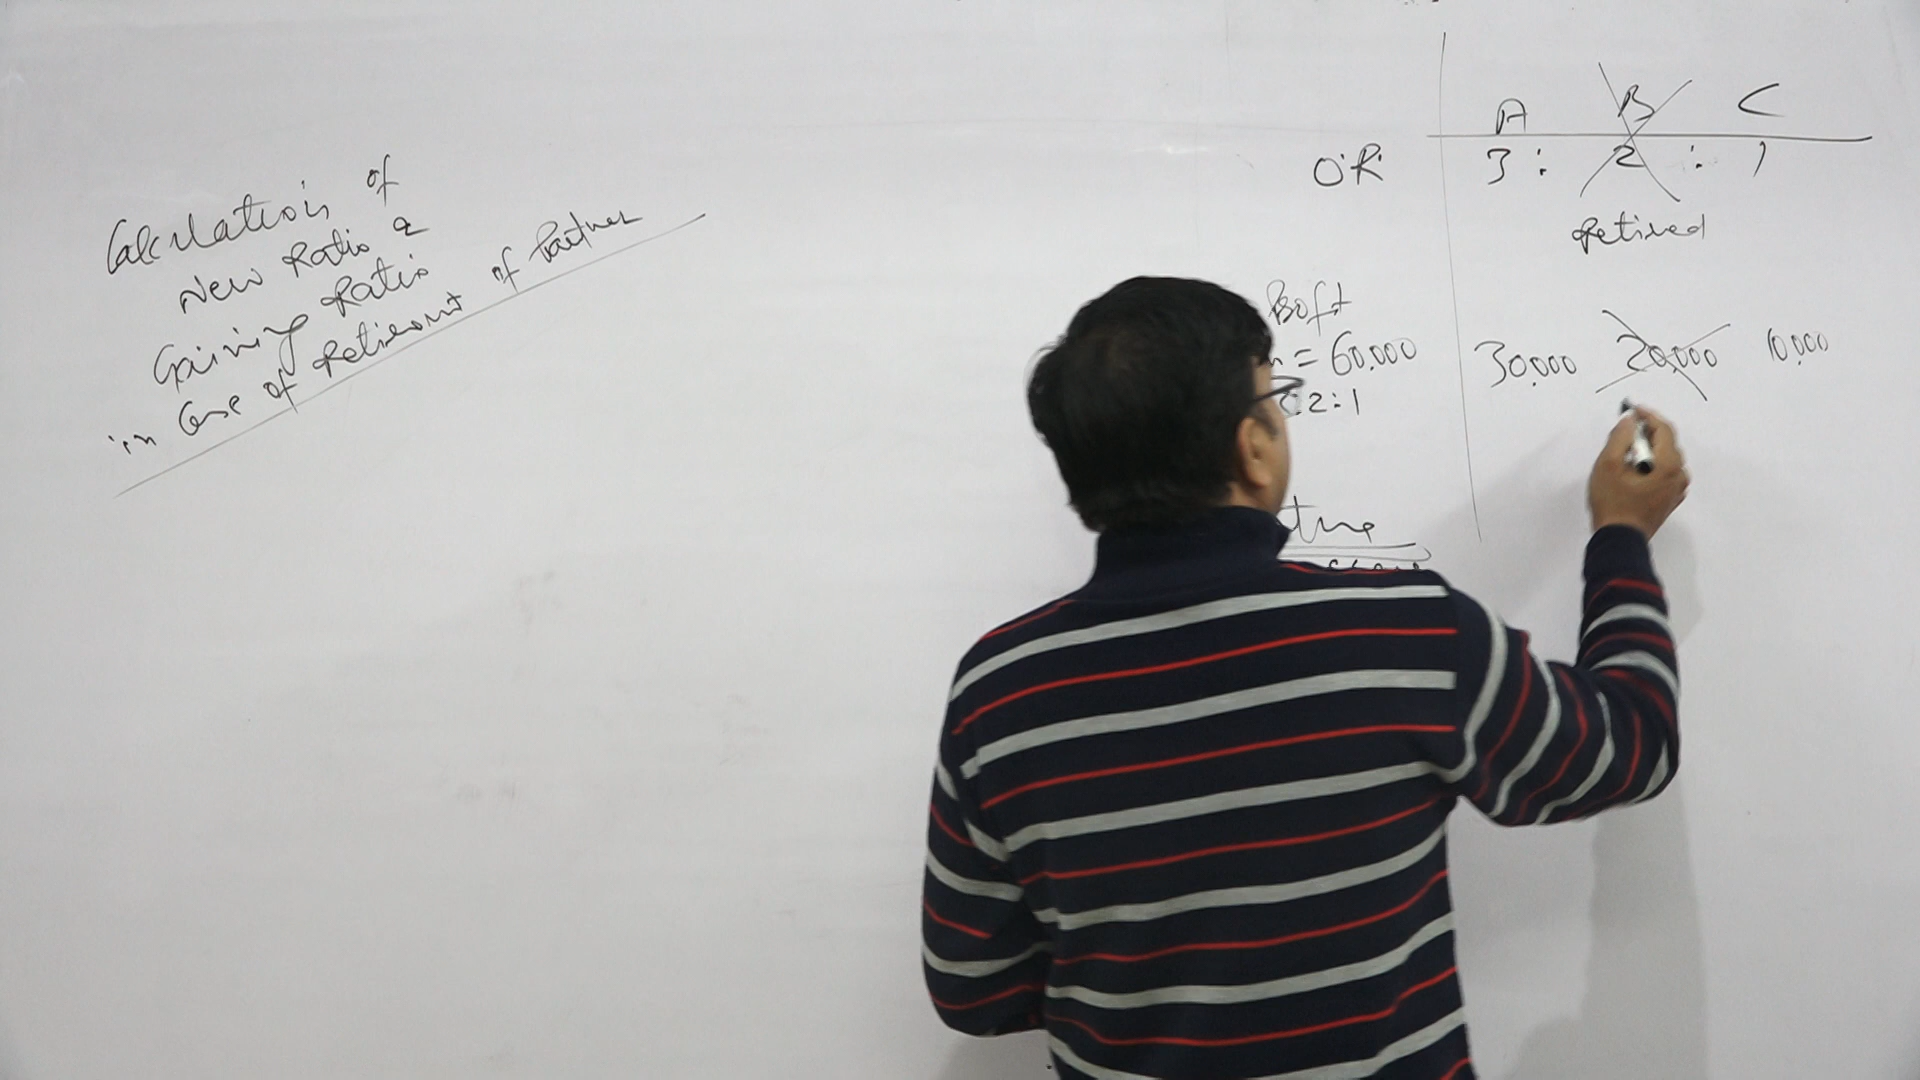 Calculation of
New Ratio &
Gaining Ratio
in Case of Retirement of Partner
A B C
O.R. 3 : 2 : 1
Retired
Profit
= 60,000 30,000 20,000 10,000
2:1